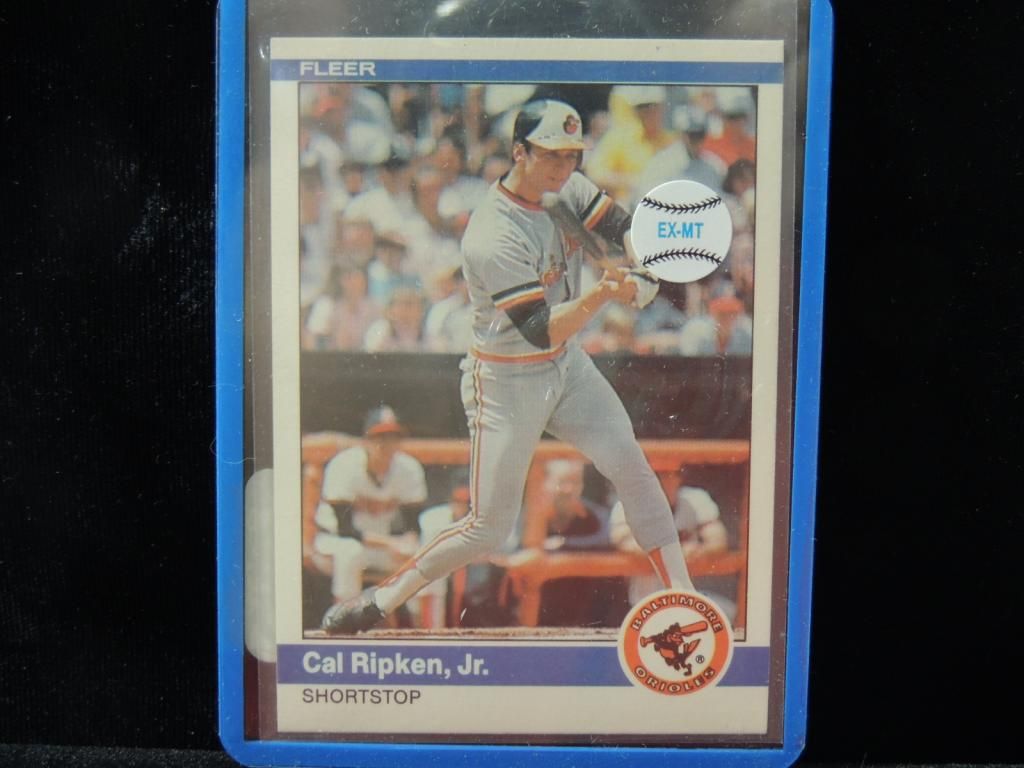 FLEER
EX-MT
BALTIMORE
ORIOLES
®
Cal Ripken, Jr.
SHORTSTOP